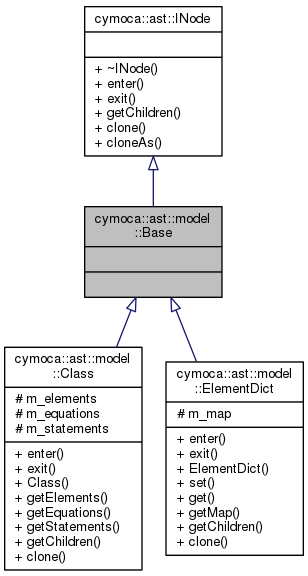 cymoca::ast::INode
+ ~INode()
+ enter()
+ exit()
+ getChildren()
+ clone()
+ cloneAs()
cymoca::ast::model
::Base
cymoca::ast::model
::Class
# m_elements
# m_equations
# m_statements
+ enter()
+ exit()
+ Class()
+ getElements()
+ getEquations()
+ getStatements()
+ getChildren()
+ clone()
cymoca::ast::model
::ElementDict
# m_map
+ enter()
+ exit()
+ ElementDict()
+ set()
+ get()
+ getMap()
+ getChildren()
+ clone()